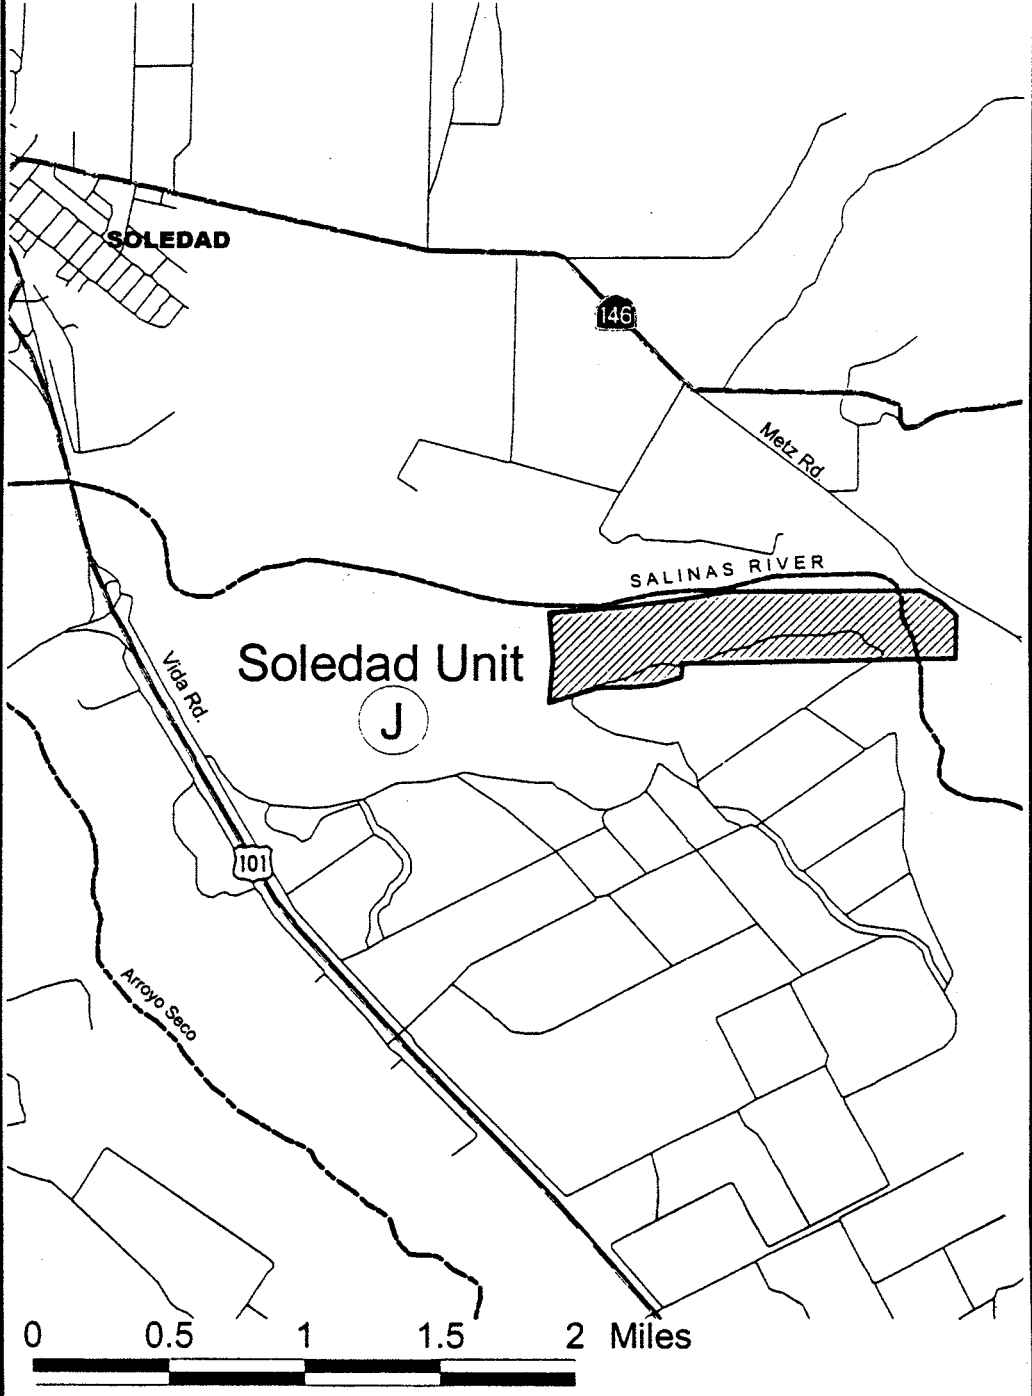 SOLEDAD
146
Metz Rd.
SALINAS RIVER
Soledad Unit
J
Vida Rd.
101
Arroyo Seco
0 0.5 1 1.5 2 Miles